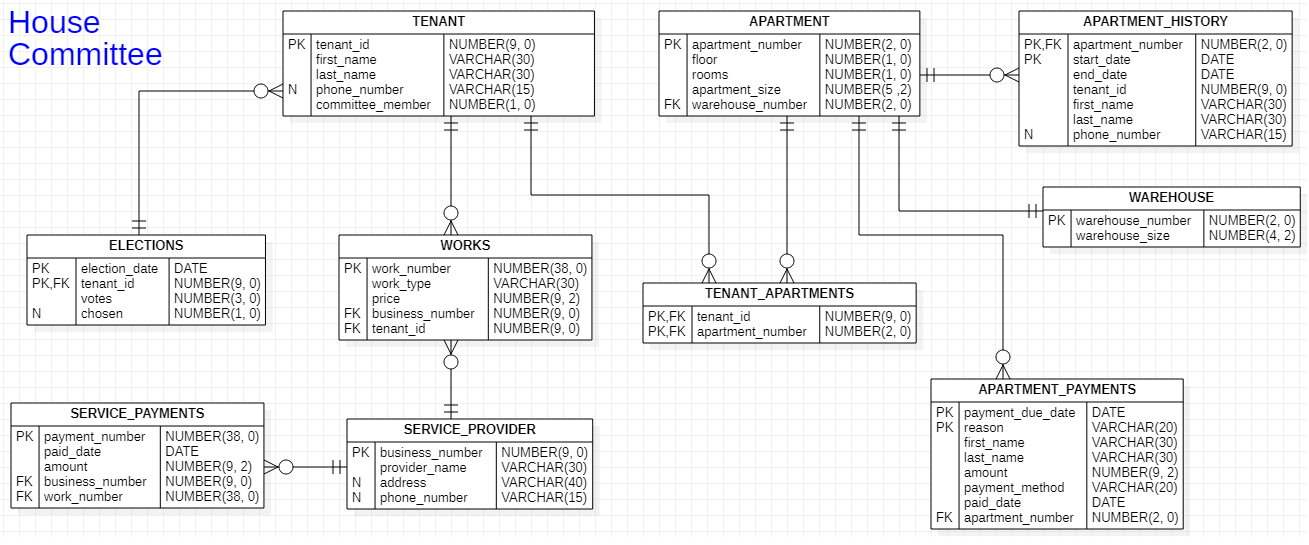 House
Committee
TENANT
PK tenant_id NUMBER(9, 0)
first_name VARCHAR(30)
last_name VARCHAR(30)
N phone_number VARCHAR(15)
committee_member NUMBER(1, 0)
APARTMENT
PK apartment_number NUMBER(2, 0)
floor NUMBER(1, 0)
rooms NUMBER(1, 0)
apartment_size NUMBER(5 ,2)
FK warehouse_number NUMBER(2, 0)
APARTMENT_HISTORY
PK,FK apartment_number NUMBER(2, 0)
PK start_date DATE
end_date DATE
tenant_id NUMBER(9, 0)
first_name VARCHAR(30)
last_name VARCHAR(30)
N phone_number VARCHAR(15)
WAREHOUSE
PK warehouse_number NUMBER(2, 0)
warehouse_size NUMBER(4, 2)
ELECTIONS
PK election_date DATE
PK,FK tenant_id NUMBER(9, 0)
votes NUMBER(3, 0)
N chosen NUMBER(1, 0)
WORKS
PK work_number NUMBER(38, 0)
work_type VARCHAR(30)
price NUMBER(9, 2)
FK business_number NUMBER(9, 0)
FK tenant_id NUMBER(9, 0)
TENANT_APARTMENTS
PK,FK tenant_id NUMBER(9, 0)
PK,FK apartment_number NUMBER(2, 0)
SERVICE_PAYMENTS
PK payment_number NUMBER(38, 0)
paid_date DATE
amount NUMBER(9, 2)
FK business_number NUMBER(9, 0)
FK work_number NUMBER(38, 0)
SERVICE_PROVIDER
PK business_number NUMBER(9, 0)
provider_name VARCHAR(30)
N address VARCHAR(40)
N phone_number VARCHAR(15)
APARTMENT_PAYMENTS
PK payment_due_date DATE
PK reason VARCHAR(20)
first_name VARCHAR(30)
last_name VARCHAR(30)
amount NUMBER(9, 2)
payment_method VARCHAR(20)
paid_date DATE
FK apartment_number NUMBER(2, 0)